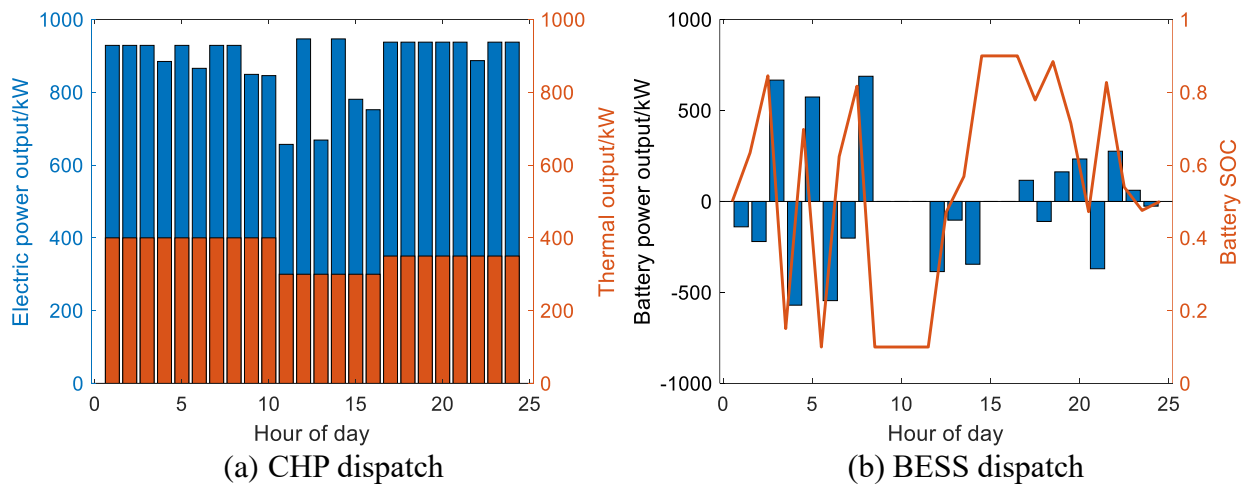 1000
800
600
400
200
0
Electric power output/kW
1000
800
600
400
200
0
Thermal output/kW
0 5 10 15 20 25
Hour of day
(a) CHP dispatch
1000
500
0
-500
-1000
Battery power output/kW
1
0.8
0.6
0.4
0.2
0
Battery SOC
0 5 10 15 20 25
Hour of day
(b) BESS dispatch